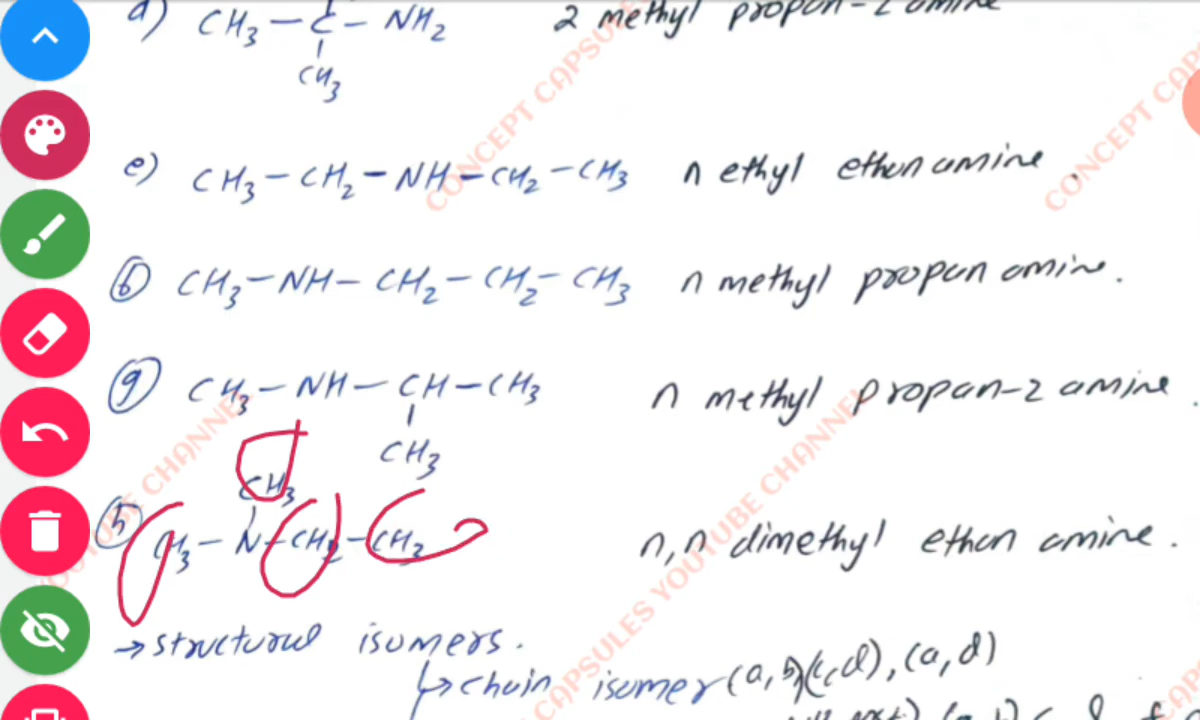 d) CH3 - C - NH2 2 methyl propan-2 amine
CH3
e) CH3 - CH2 - NH - CH2 - CH3 n ethyl ethan amine.
CH3 - NH - CH2 - CH2 - CH3 n methyl propan amine.
g) CH3 - NH - CH - CH3 n methyl propan-2 amine.
CH3
CH3
CH3 - N - CH2 - CH2 n,n dimethyl ethan amine.
→ structural isomers.
↳ chain isomer (a,b)(c,d), (a,d)
CONCEPT CAPSULES YOUTUBE CHANNEL